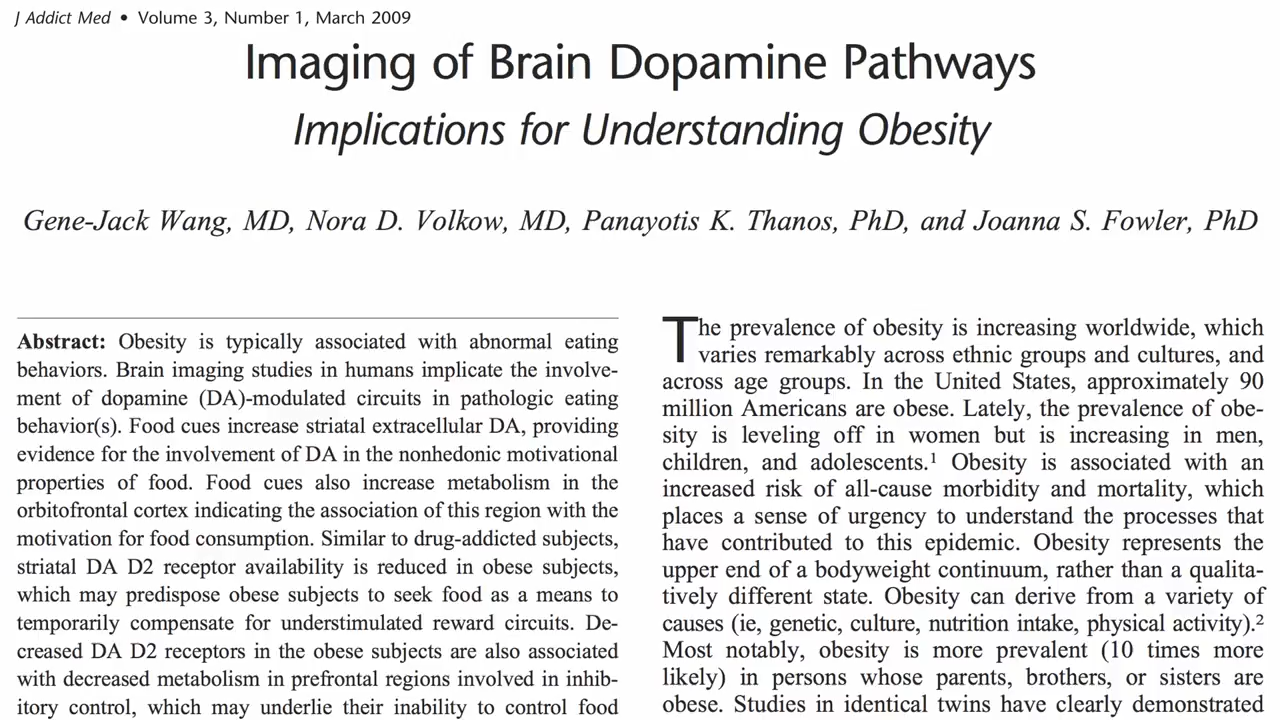 J Addict Med • Volume 3, Number 1, March 2009
Imaging of Brain Dopamine Pathways
Implications for Understanding Obesity
Gene-Jack Wang, MD, Nora D. Volkow, MD, Panayotis K. Thanos, PhD, and Joanna S. Fowler, PhD
Abstract: Obesity is typically associated with abnormal eating
behaviors. Brain imaging studies in humans implicate the involve-
ment of dopamine (DA)-modulated circuits in pathologic eating
behavior(s). Food cues increase striatal extracellular DA, providing
evidence for the involvement of DA in the nonhedonic motivational
properties of food. Food cues also increase metabolism in the
orbitofrontal cortex indicating the association of this region with the
motivation for food consumption. Similar to drug-addicted subjects,
striatal DA D2 receptor availability is reduced in obese subjects,
which may predispose obese subjects to seek food as a means to
temporarily compensate for understimulated reward circuits. De-
creased DA D2 receptors in the obese subjects are also associated
with decreased metabolism in prefrontal regions involved in inhib-
itory control, which may underlie their inability to control food
The prevalence of obesity is increasing worldwide, which
varies remarkably across ethnic groups and cultures, and
across age groups. In the United States, approximately 90
million Americans are obese. Lately, the prevalence of obe-
sity is leveling off in women but is increasing in men,
children, and adolescents.¹ Obesity is associated with an
increased risk of all-cause morbidity and mortality, which
places a sense of urgency to understand the processes that
have contributed to this epidemic. Obesity represents the
upper end of a bodyweight continuum, rather than a qualita-
tively different state. Obesity can derive from a variety of
causes (ie, genetic, culture, nutrition intake, physical activity).²
Most notably, obesity is more prevalent (10 times more
likely) in persons whose parents, brothers, or sisters are
obese. Studies in identical twins have clearly demonstrated